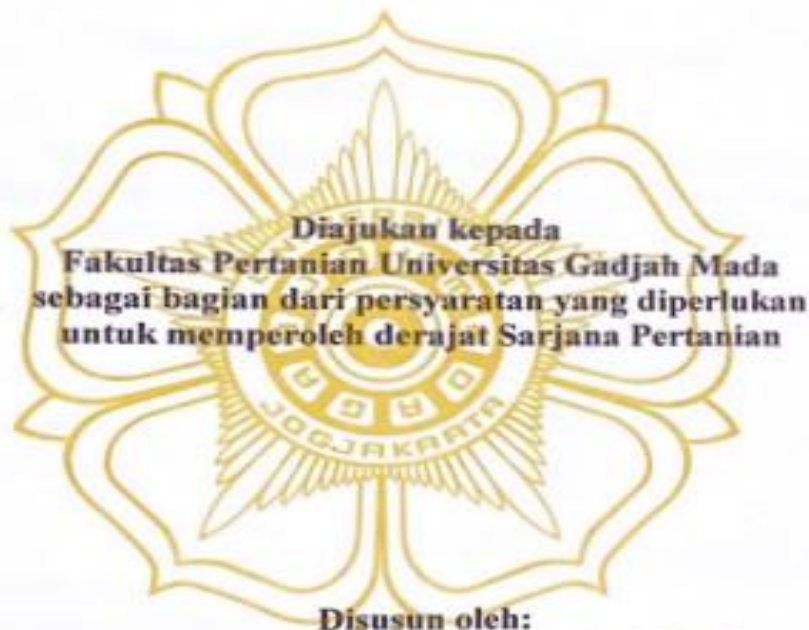 Diajukan kepada
Fakultas Pertanian Universitas Gadjah Mada
sebagai bagian dari persyaratan yang diperlukan
untuk memperoleh derajat Sarjana Pertanian
JOGJAKARTA
Disusun oleh: